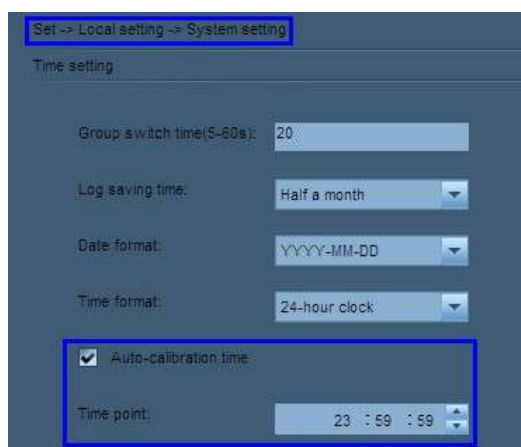 Set -> Local setting -> System setting
Time setting
Group switch time(5-60s): 20
Log saving time: Half a month
Date format: YYYY-MM-DD
Time format: 24-hour clock
Auto-calibration time
Time point: 23 : 59 : 59